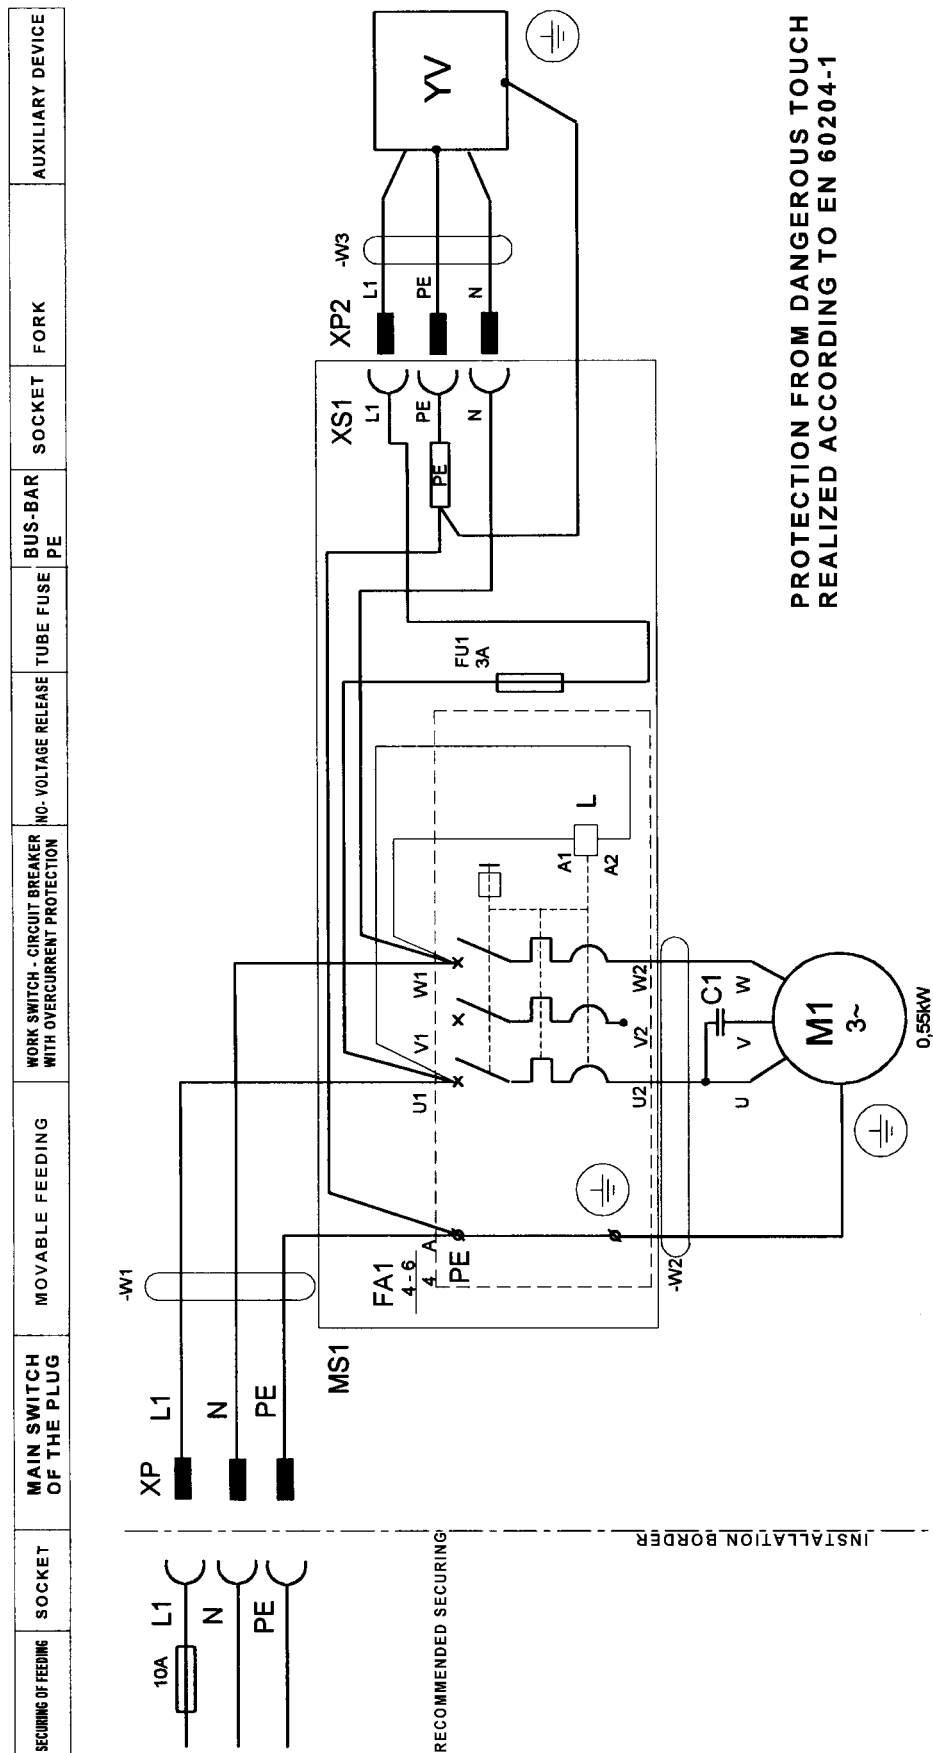 SECURING OF FEEDING
SOCKET
MAIN SWITCH
OF THE PLUG
MOVABLE FEEDING
WORK SWITCH - CIRCUIT BREAKER
WITH OVERCURRENT PROTECTION
NO- VOLTAGE RELEASE
TUBE FUSE
BUS-BAR
PE
SOCKET
FORK
AUXILIARY DEVICE
10A
L1
N
PE
RECOMMENDED SECURING
INSTALLATION BORDER
XP
L1
N
PE
-W1
MS1
FA1
4 - 6
4
A
PE
U1
V1
W1
U2
V2
W2
A1
A2
L
FU1
3A
XS1
L1
PE
N
PE
XP2
L1
PE
N
-W3
YV
-W2
C1
U
V
W
M1
3~
0,55kW
PROTECTION FROM DANGEROUS TOUCH
REALIZED ACCORDING TO EN 60204-1